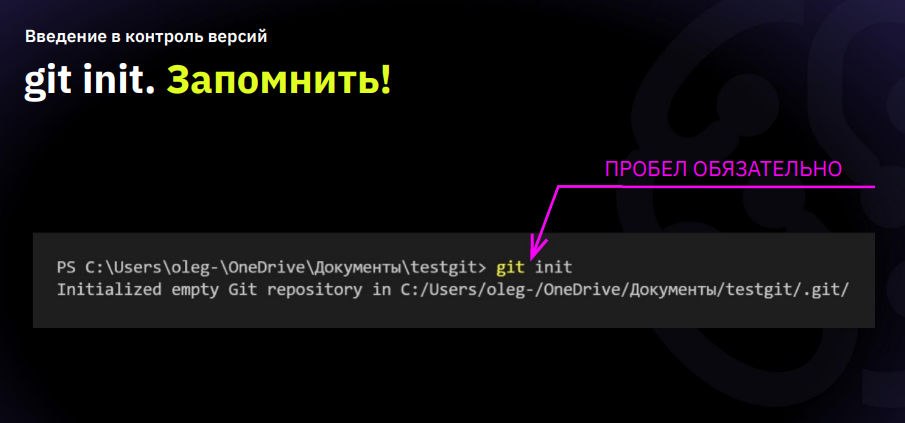 Введение в контроль версий
git init. Запомнить!
ПРОБЕЛ ОБЯЗАТЕЛЬНО
PS C:\Users\oleg-\OneDrive\Документы\testgit> git init
Initialized empty Git repository in C:/Users/oleg-/OneDrive/Документы/testgit/.git/